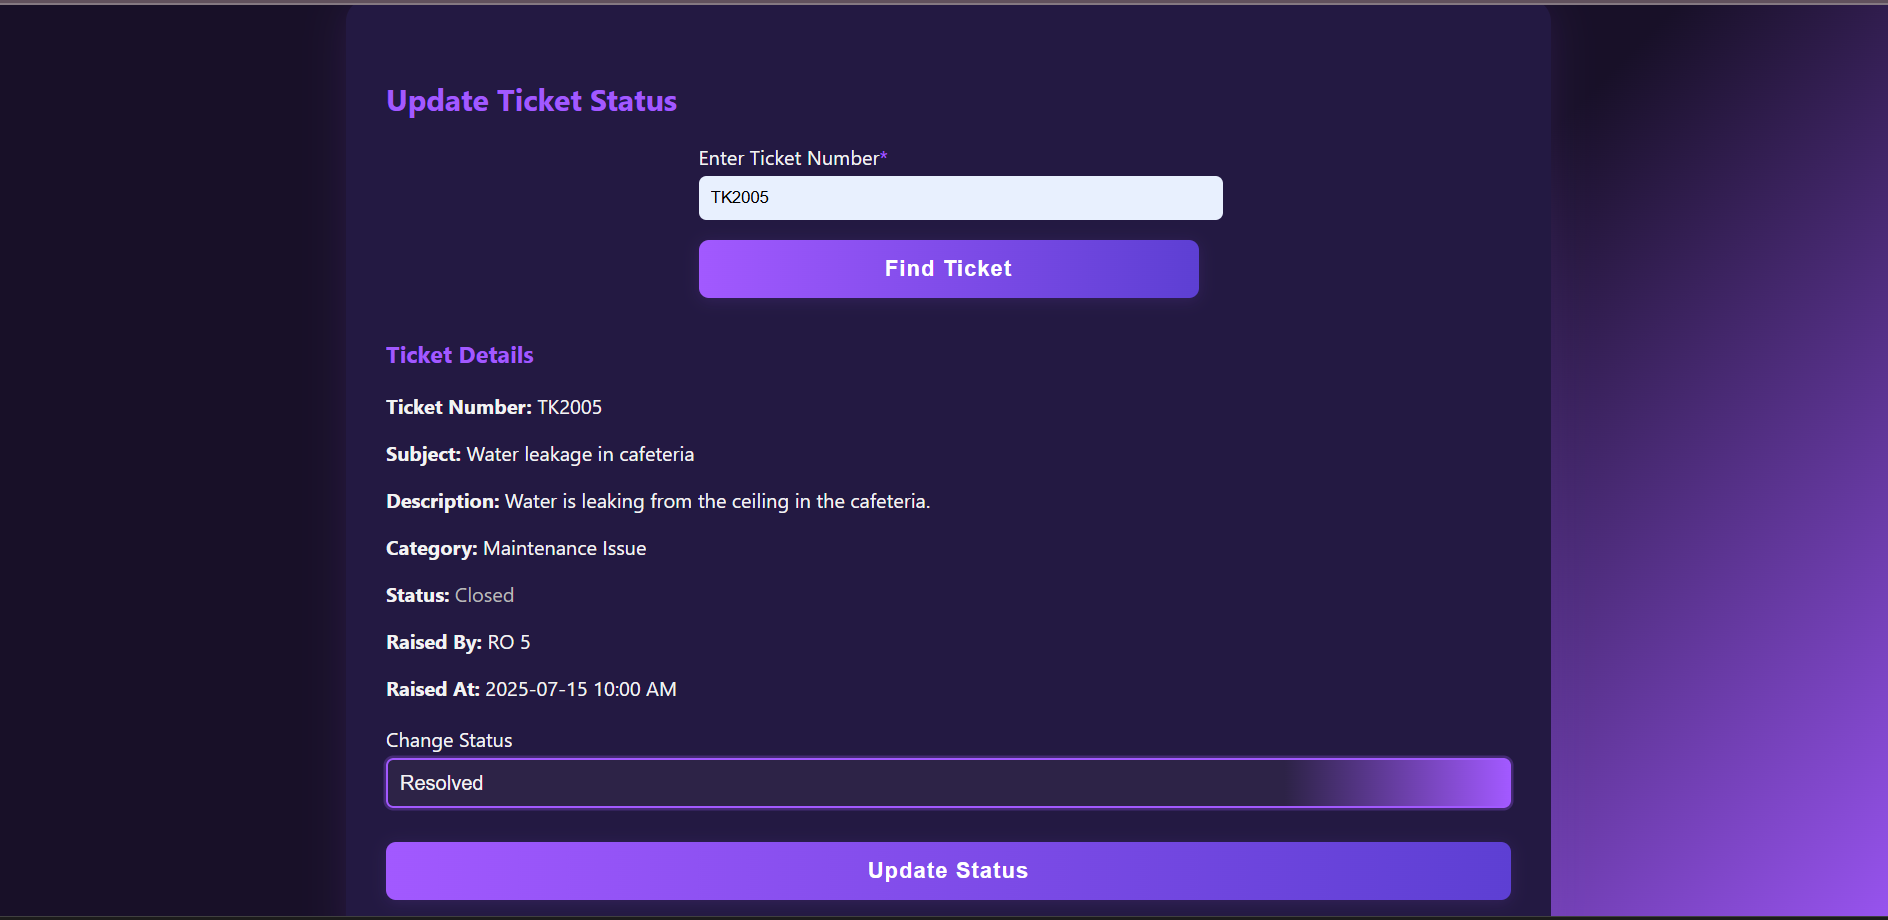 Update Ticket Status
Enter Ticket Number*
TK2005
Find Ticket
Ticket Details
Ticket Number: TK2005
Subject: Water leakage in cafeteria
Description: Water is leaking from the ceiling in the cafeteria.
Category: Maintenance Issue
Status: Closed
Raised By: RO 5
Raised At: 2025-07-15 10:00 AM
Change Status
Resolved
Update Status